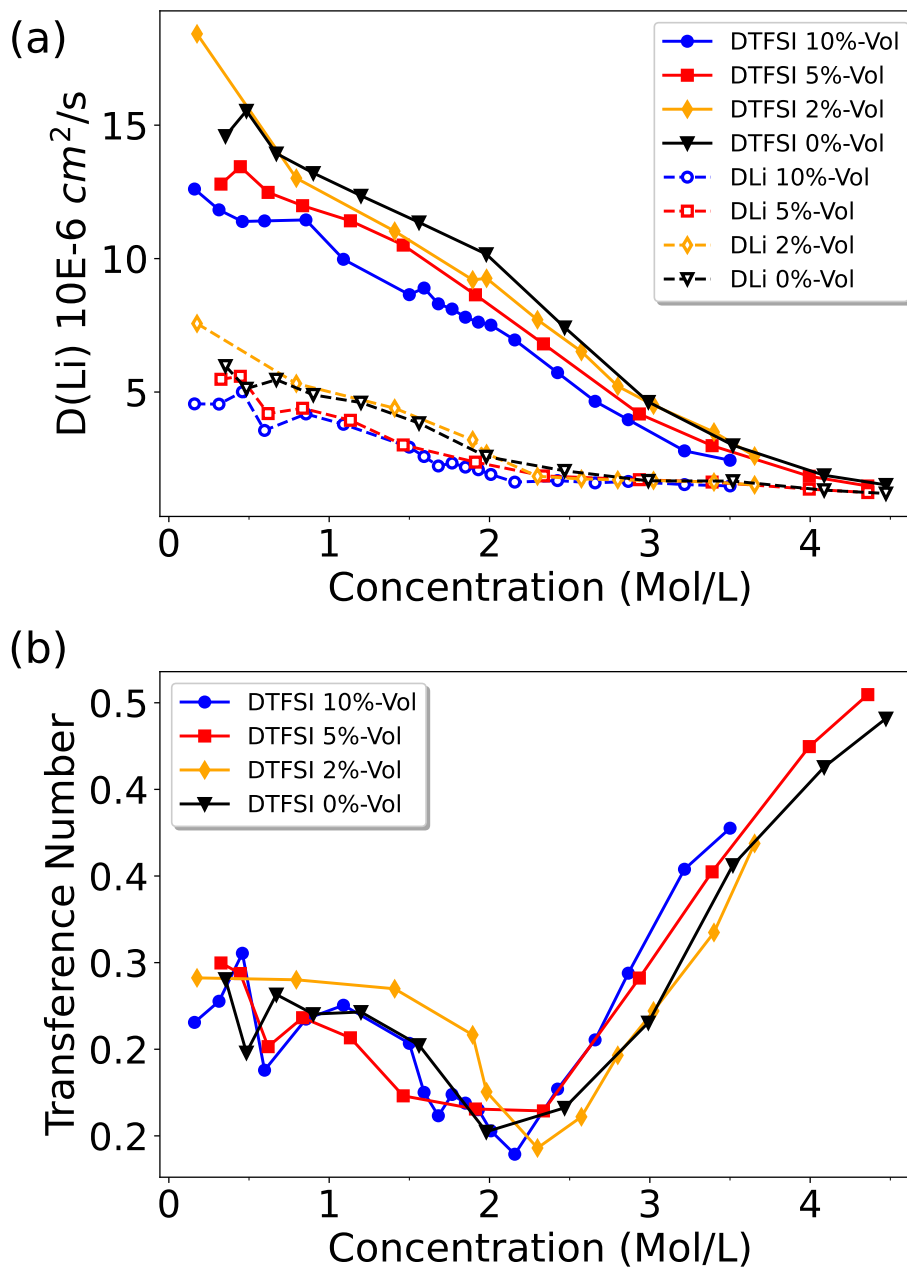 (a)
D(Li) 10E-6 cm²/s
15
10
5
DTFSI 10%-Vol
DTFSI 5%-Vol
DTFSI 2%-Vol
DTFSI 0%-Vol
DLi 10%-Vol
DLi 5%-Vol
DLi 2%-Vol
DLi 0%-Vol
0 1 2 3 4
Concentration (Mol/L)
(b)
Transference Number
0.5
0.4
0.4
0.3
0.2
0.2
DTFSI 10%-Vol
DTFSI 5%-Vol
DTFSI 2%-Vol
DTFSI 0%-Vol
0 1 2 3 4
Concentration (Mol/L)